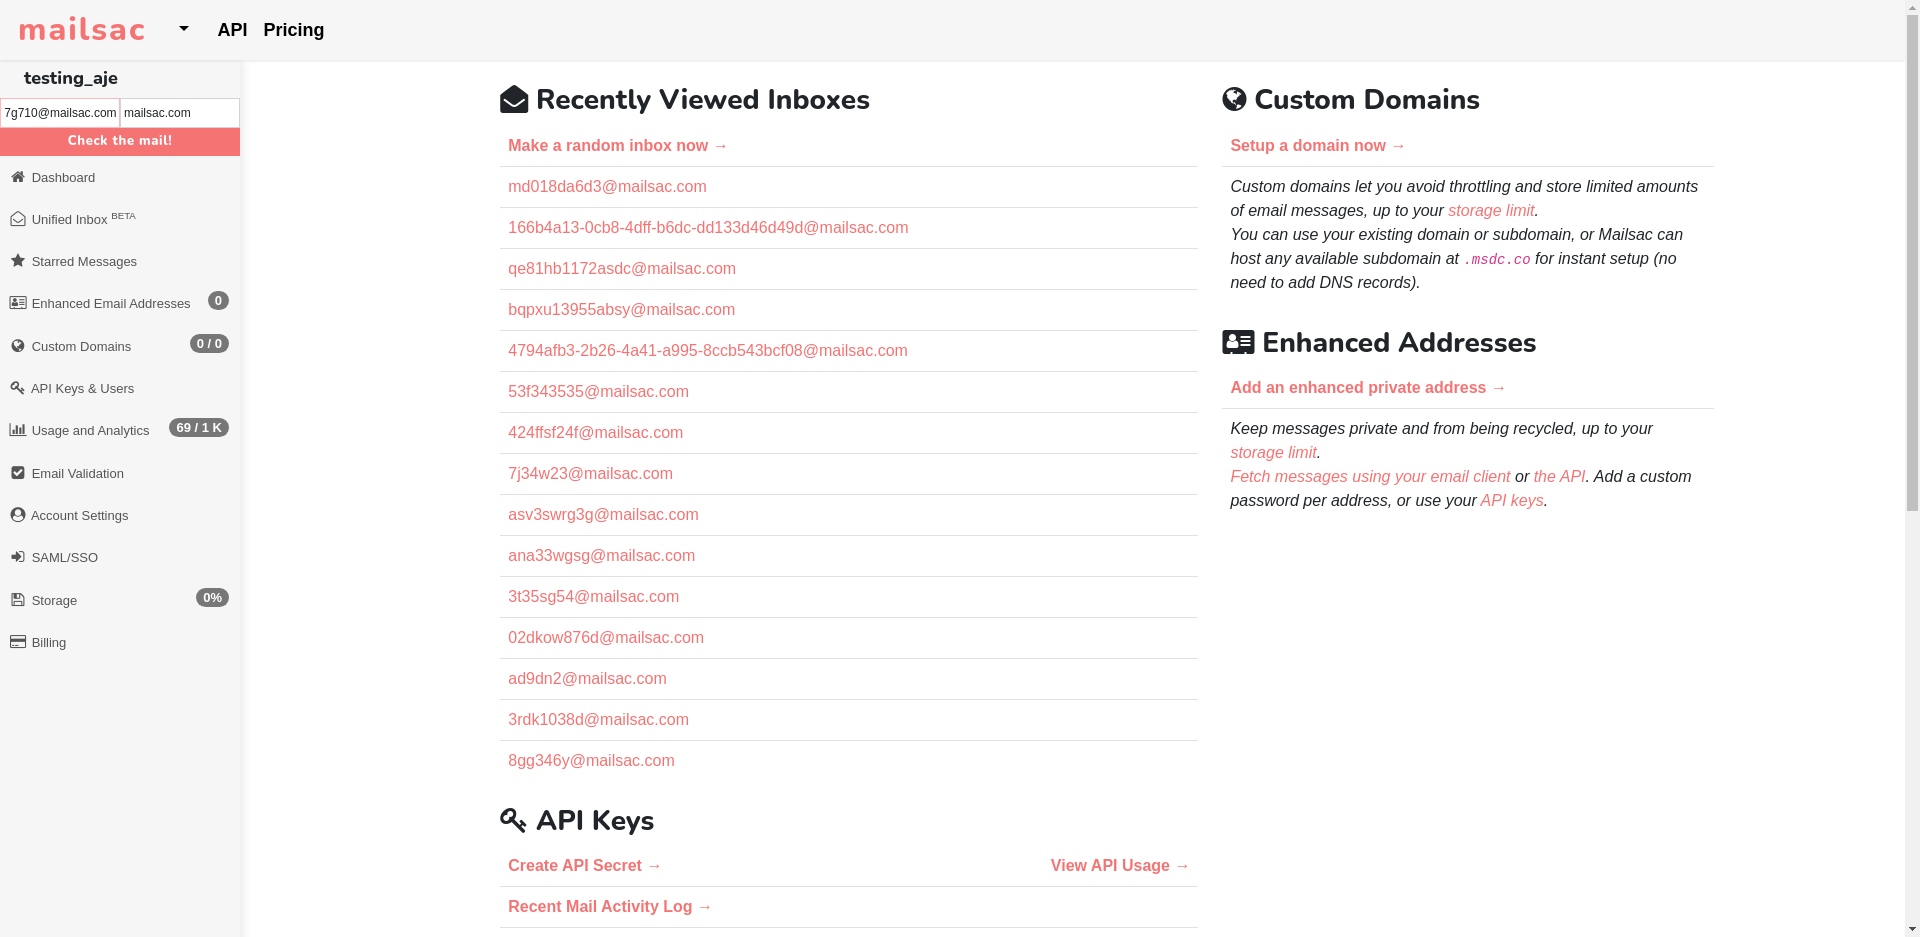 mailsac
API
Pricing
testing_aje
7g710@mailsac.com
mailsac.com
Check the mail!
Dashboard
Unified Inbox BETA
Starred Messages
Enhanced Email Addresses 0
Custom Domains 0 / 0
API Keys & Users
Usage and Analytics 69 / 1 K
Email Validation
Account Settings
SAML/SSO
Storage 0%
Billing
Recently Viewed Inboxes
Make a random inbox now →
md018da6d3@mailsac.com
166b4a13-0cb8-4dff-b6dc-dd133d46d49d@mailsac.com
qe81hb1172asdc@mailsac.com
bqpxu13955absy@mailsac.com
4794afb3-2b26-4a41-a995-8ccb543bcf08@mailsac.com
53f343535@mailsac.com
424ffsf24f@mailsac.com
7j34w23@mailsac.com
asv3swrg3g@mailsac.com
ana33wgsg@mailsac.com
3t35sg54@mailsac.com
02dkow876d@mailsac.com
ad9dn2@mailsac.com
3rdk1038d@mailsac.com
8gg346y@mailsac.com
API Keys
Create API Secret →
View API Usage →
Recent Mail Activity Log →
Custom Domains
Setup a domain now →
Custom domains let you avoid throttling and store limited amounts
of email messages, up to your storage limit.
You can use your existing domain or subdomain, or Mailsac can
host any available subdomain at .msdc.co for instant setup (no
need to add DNS records).
Enhanced Addresses
Add an enhanced private address →
Keep messages private and from being recycled, up to your
storage limit.
Fetch messages using your email client or the API. Add a custom
password per address, or use your API keys.